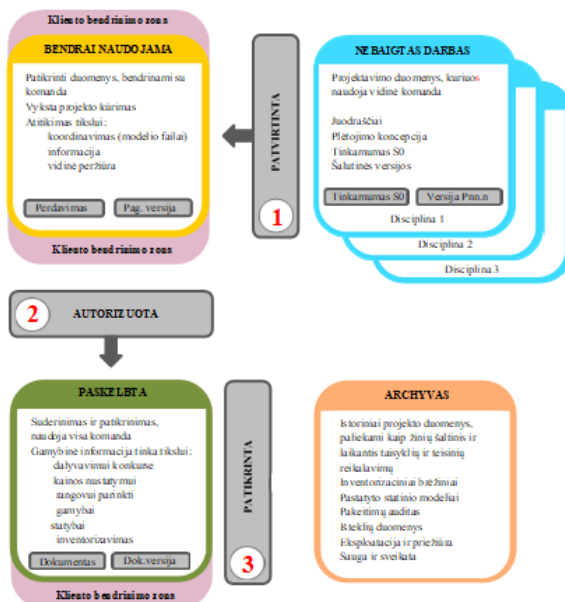 Kliento bendrinimo zona
BENDRAI NAUDOJAMA
Patikrinti duomenys, bendrinami su
komanda
Vyksta projekto kūrimas
Atitikimas tikslui:
koordinavimas (modelio failai)
informacija
vidinė peržiūra
Perdavimas
Pag. versija
Kliento bendrinimo zona
PATVIRTINTA
1
NEBAIGTAS DARBAS
Projektavimo duomenys, kuriuos
naudoja vidinė komanda
Juodraščiai
Plėtojimo koncepcija
Tinkamumas S0
Šalutinės versijos
Tinkamumas S0
Versija Pnn.n
Disciplina 1
Disciplina 2
Disciplina 3
2
AUTORIZUOTA
PASKELBTA
Suderinimas ir patikrinimas,
naudoja visa komanda
Gamybinė informacija tinka tikslui:
dalyvavimui konkurse
kainos nustatymui
rangovui parinkti
gamybai
statybai
inventorizavimas
Dokumentas
Dok.versija
Kliento bendrinimo zona
PATIKRINTA
3
ARCHYVAS
Istoriniai projekto duomenys,
paliekami kaip žinių šaltinis ir
laikantis taisyklių ir teisinių
reikalavimų
Inventorizaciniai brėžiniai
Pastatyto statinio modeliai
Pakeitimų auditas
Išteklių duomenys
Eksploatacija ir priežiūra
Sauga ir sveikata